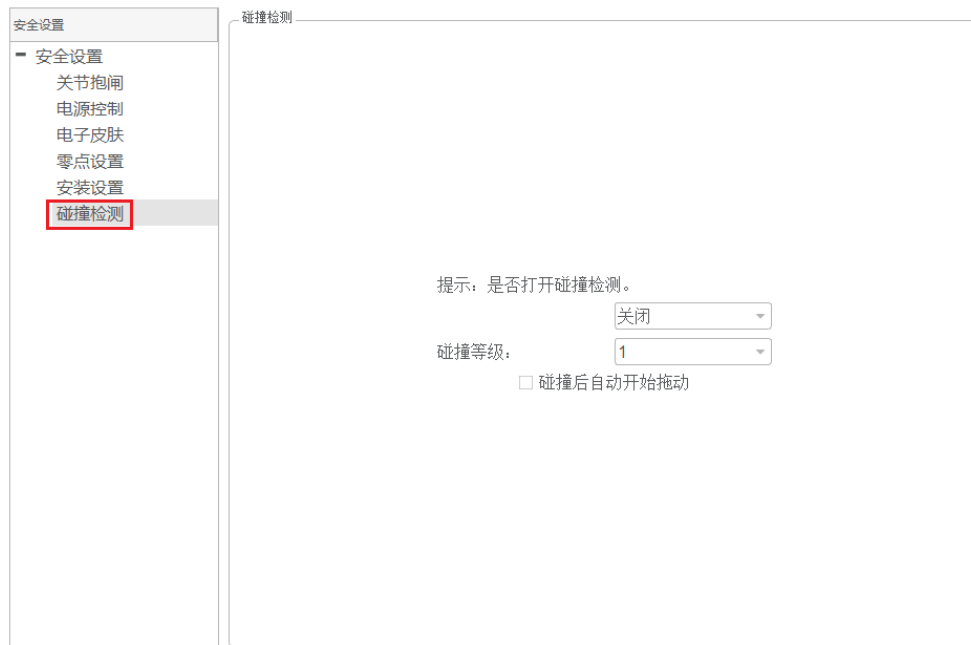 安全设置
安全设置
关节抱闸
电源控制
电子皮肤
零点设置
安装设置
碰撞检测
碰撞检测
提示：是否打开碰撞检测。
关闭
碰撞等级：
1
碰撞后自动开始拖动